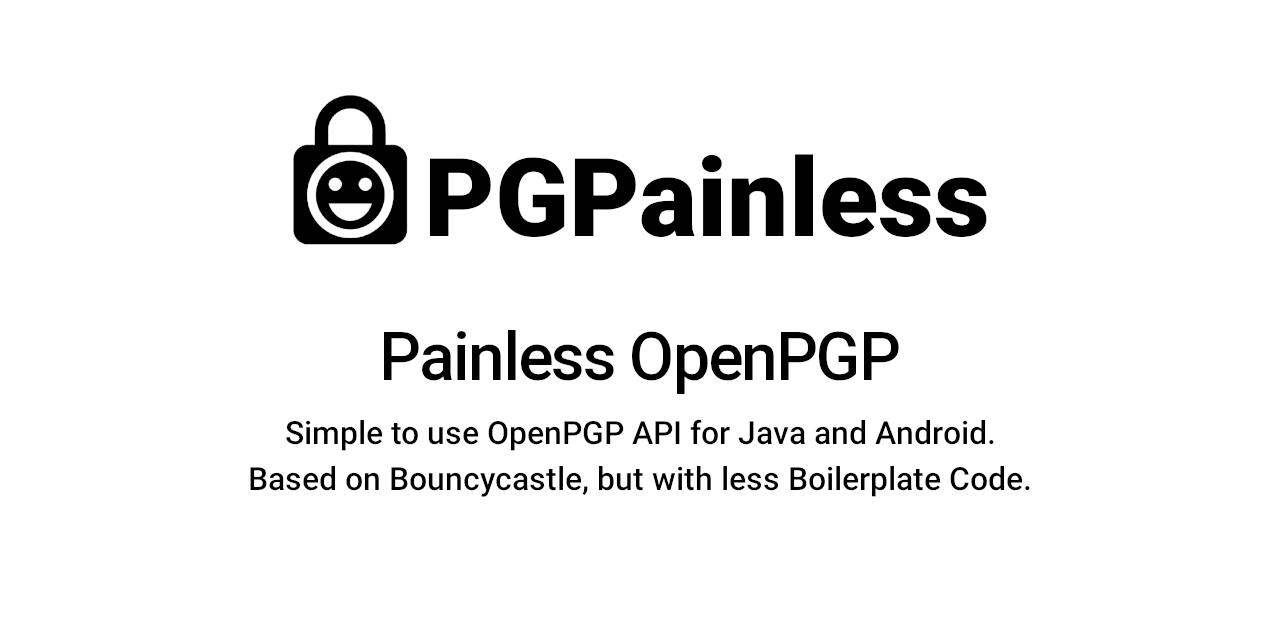 PGPainless
Painless OpenPGP
Simple to use OpenPGP API for Java and Android.
Based on Bouncycastle, but with less Boilerplate Code.